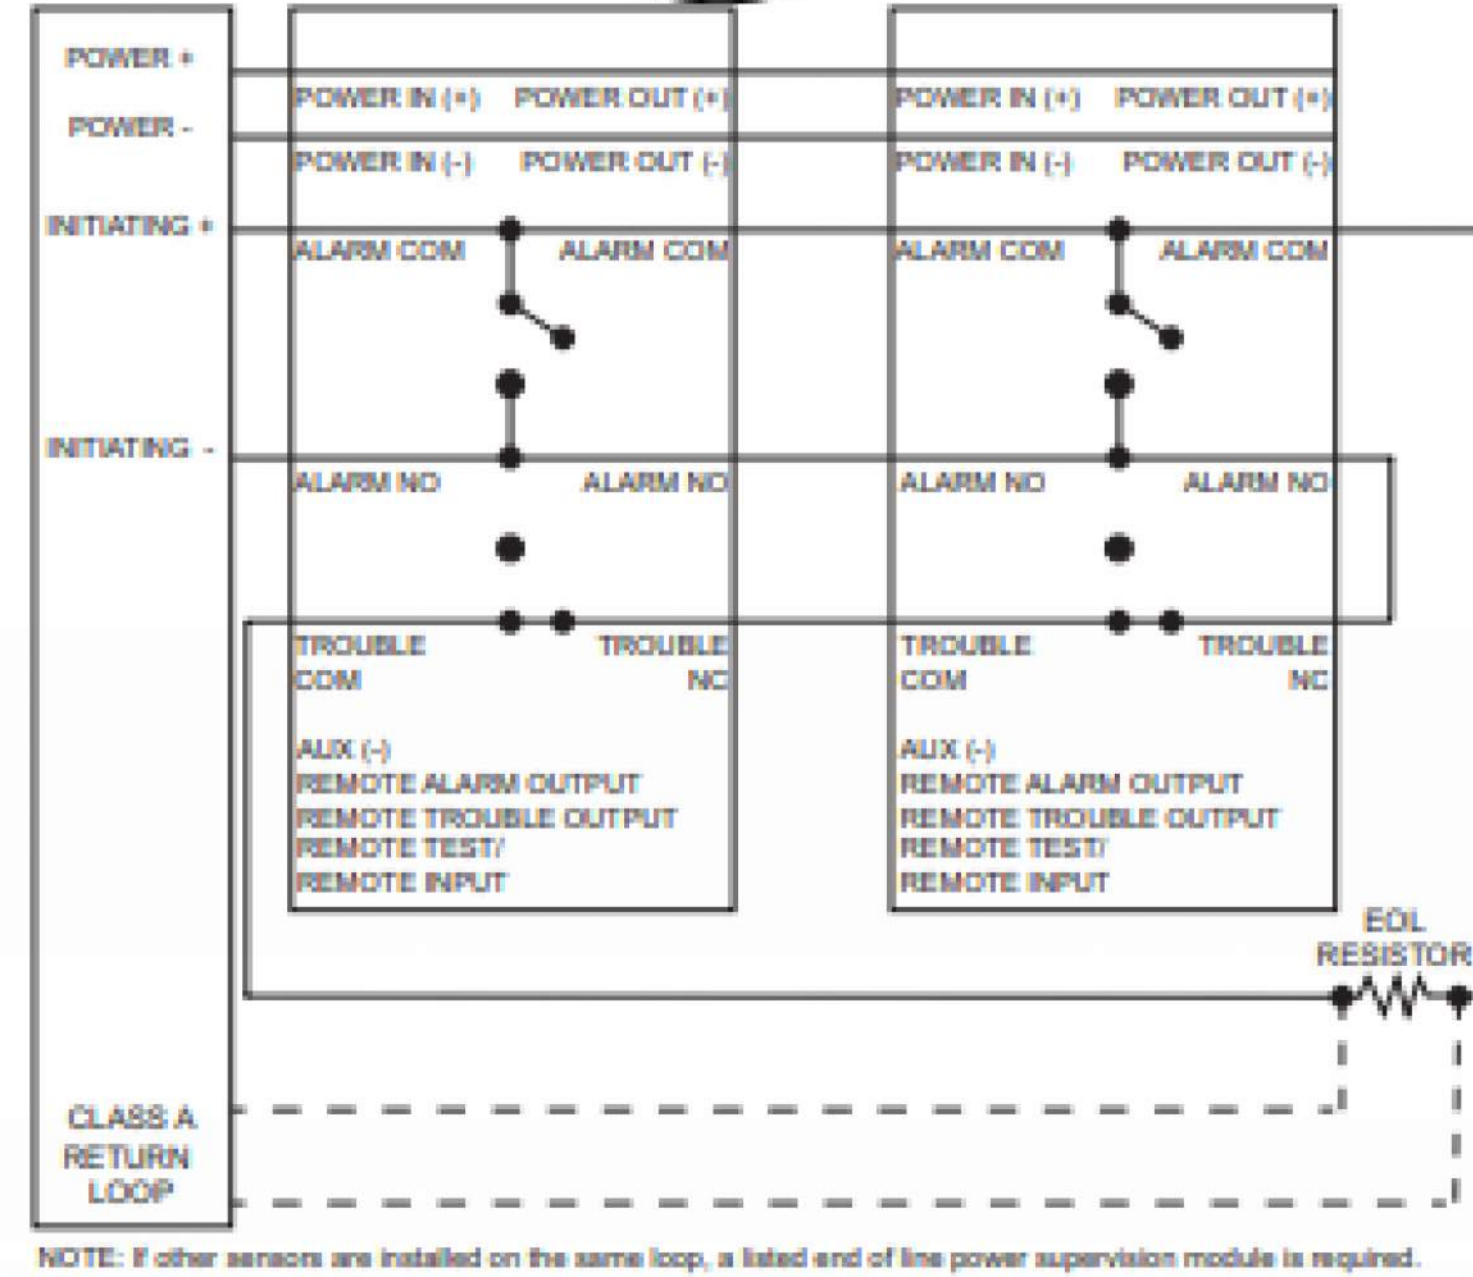 POWER +
POWER IN (+) POWER OUT (+) POWER IN (+) POWER OUT (+)
POWER -
POWER IN (-) POWER OUT (-) POWER IN (-) POWER OUT (-)
INITIATING +
ALARM COM ALARM COM ALARM COM ALARM COM
INITIATING -
ALARM NO ALARM NO ALARM NO ALARM NO
TROUBLE TROUBLE TROUBLE TROUBLE
COM NC COM NC
AUX (-) AUX (-)
REMOTE ALARM OUTPUT REMOTE ALARM OUTPUT
REMOTE TROUBLE OUTPUT REMOTE TROUBLE OUTPUT
REMOTE TEST/ REMOTE TEST/
REMOTE INPUT REMOTE INPUT
EOL
RESISTOR
CLASS A
RETURN
LOOP
NOTE: If other sensors are installed on the same loop, a listed end of line power supervision module is required.